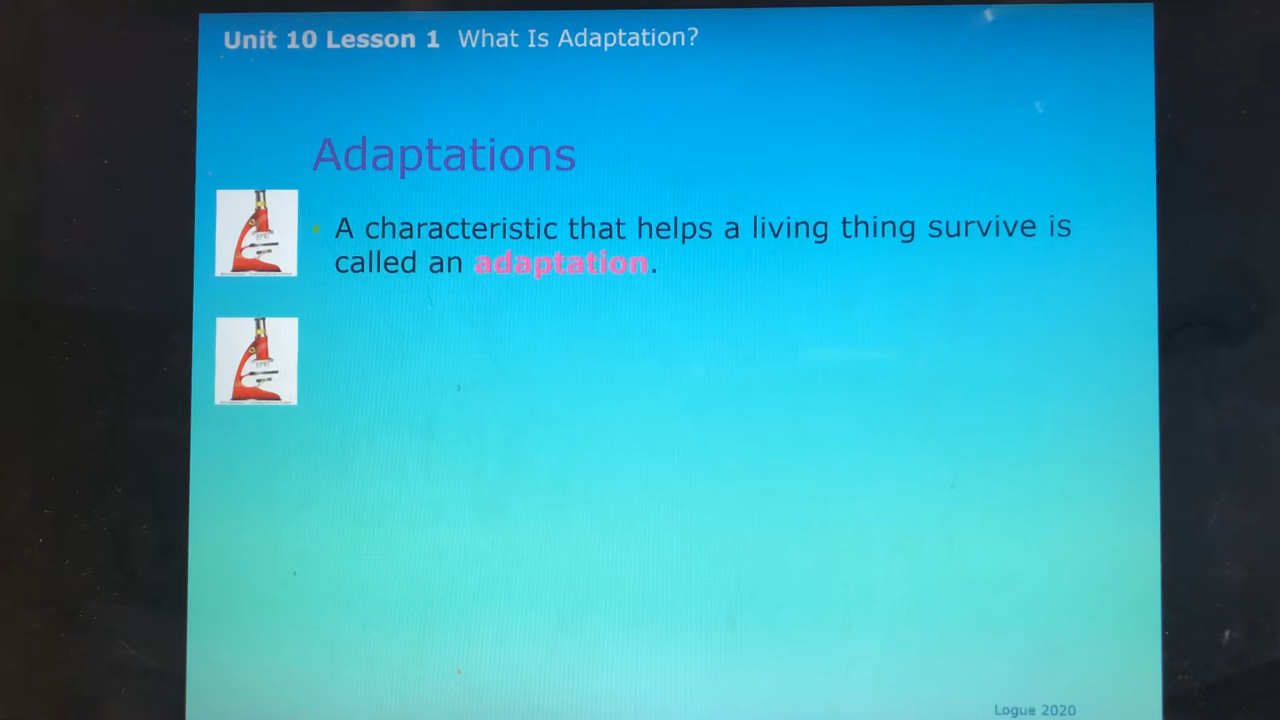 Unit 10 Lesson 1 What Is Adaptation?
Adaptations
• A characteristic that helps a living thing survive is
called an adaptation.
Logue 2020